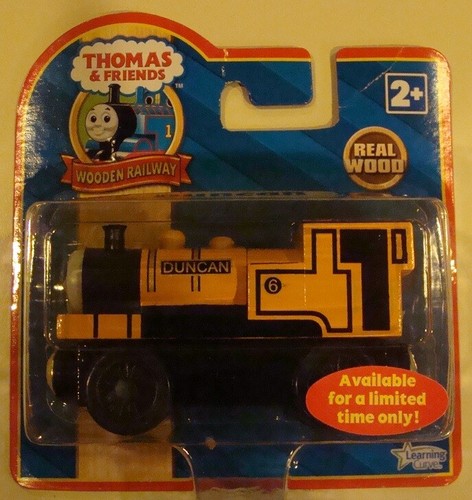 THOMAS
& FRIENDS
TM
1
WOODEN RAILWAY
2+
REAL
WOOD
DUNCAN
6
Available
for a limited
time only!
Learning
Curve